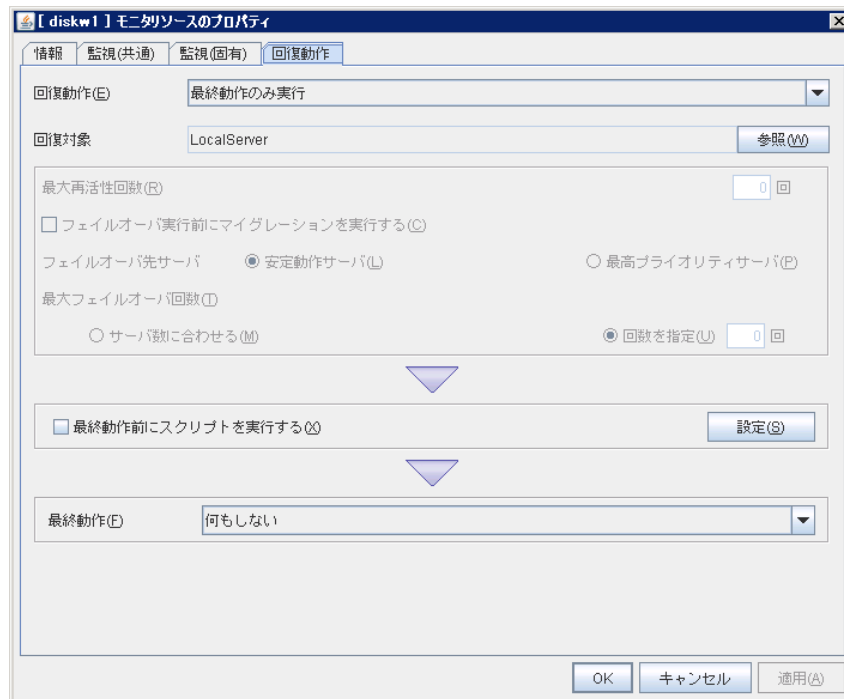 [ diskw1 ] モニタリソースのプロパティ
情報 監視(共通) 監視(固有) 回復動作
回復動作(E) 最終動作のみ実行
回復対象 LocalServer 参照(W)
最大再活性回数(R) 0 回
フェイルオーバ実行前にマイグレーションを実行する(C)
フェイルオーバ先サーバ 安定動作サーバ(L) 最高プライオリティサーバ(P)
最大フェイルオーバ回数(T)
サーバ数に合わせる(M) 回数を指定(U) 0 回
最終動作前にスクリプトを実行する(X) 設定(S)
最終動作(F) 何もしない
OK キャンセル 適用(A)